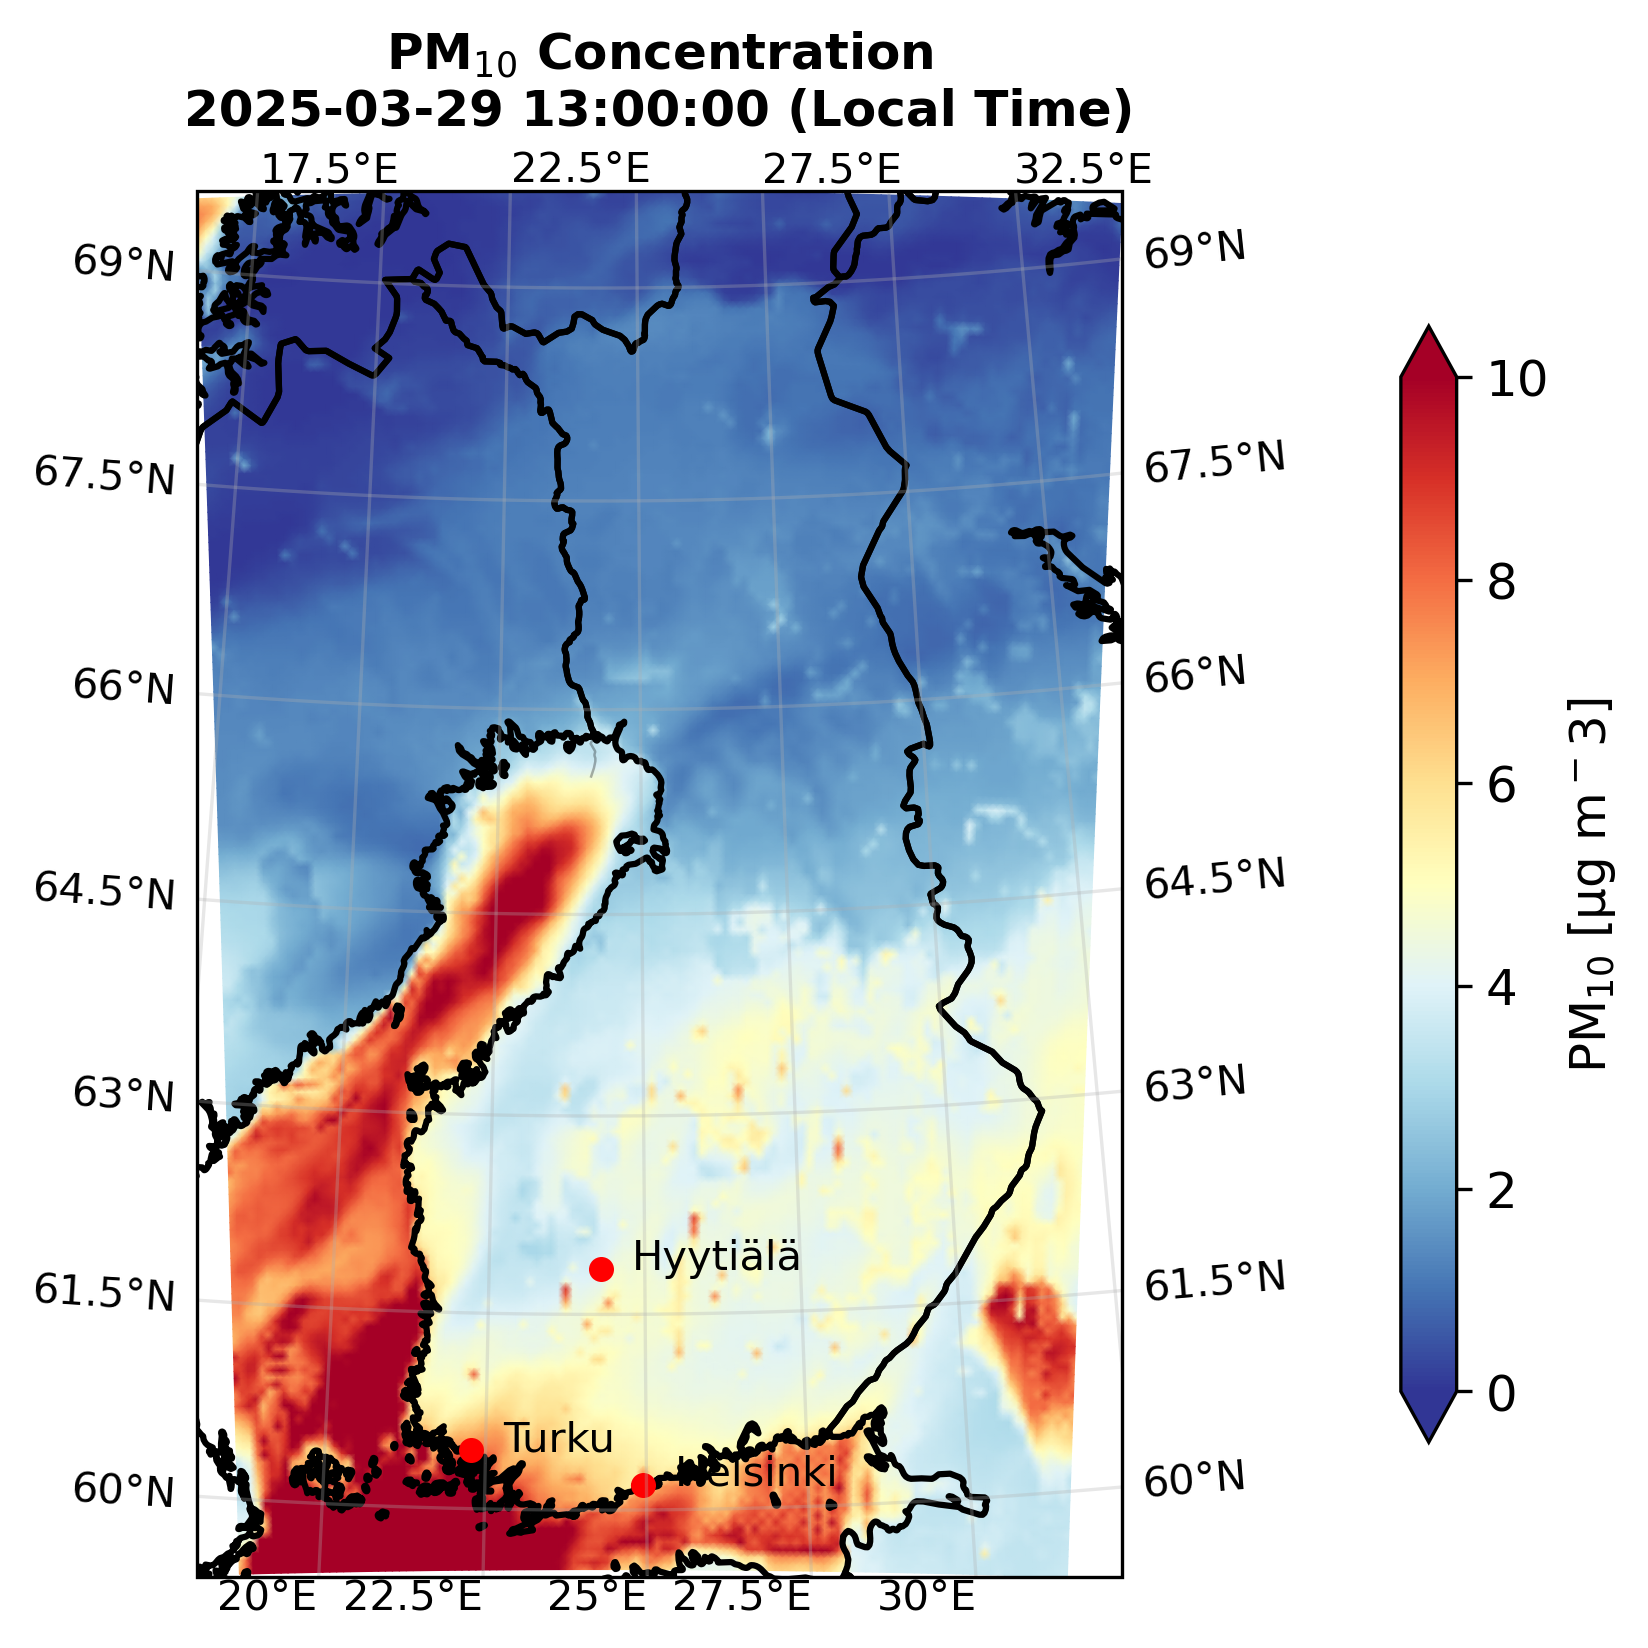 PM₁₀ Concentration
2025-03-29 13:00:00 (Local Time)
17.5°E 22.5°E 27.5°E 32.5°E
69°N 69°N
67.5°N 67.5°N
66°N 66°N
64.5°N 64.5°N
63°N 63°N
61.5°N 61.5°N
60°N 60°N
Hyytiälä
Turku
Helsinki
20°E 22.5°E 25°E 27.5°E 30°E
10
8
6
4
2
0
PM₁₀ [µg m⁻ 3]